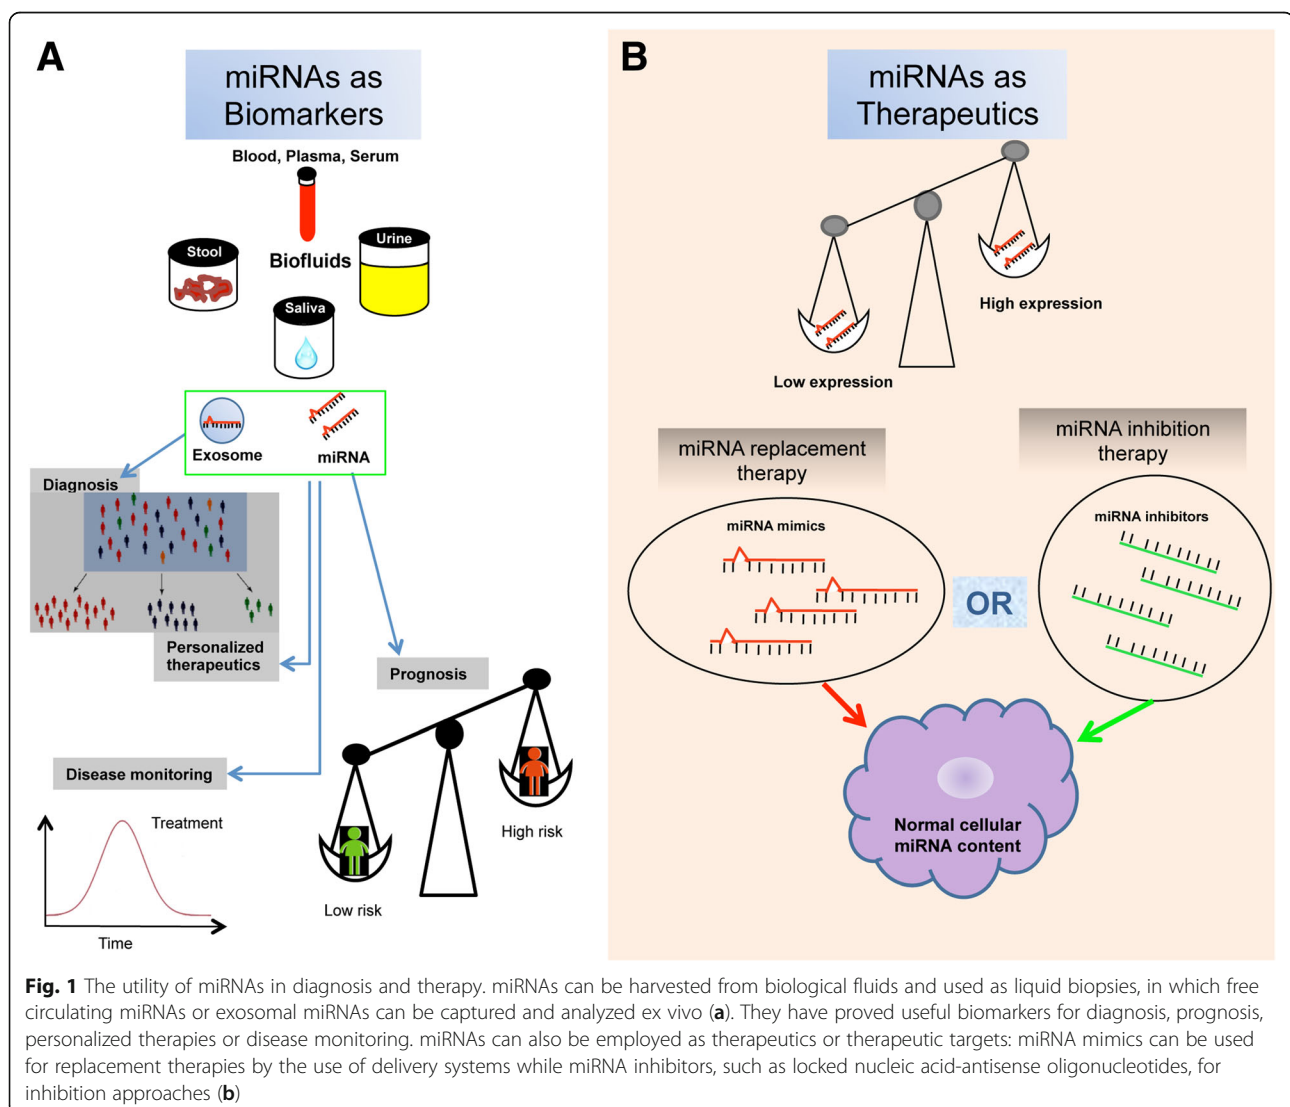 A
miRNAs as
Biomarkers
Blood, Plasma, Serum
Stool
Biofluids
Urine
Saliva
Exosome
miRNA
Diagnosis
Personalized
therapeutics
Prognosis
Disease monitoring
Treatment
Time
High risk
Low risk
B
miRNAs as
Therapeutics
High expression
Low expression
miRNA replacement
therapy
miRNA inhibition
therapy
miRNA mimics
miRNA inhibitors
OR
Normal cellular
miRNA content
Fig. 1 The utility of miRNAs in diagnosis and therapy. miRNAs can be harvested from biological fluids and used as liquid biopsies, in which free
circulating miRNAs or exosomal miRNAs can be captured and analyzed ex vivo (a). They have proved useful biomarkers for diagnosis, prognosis,
personalized therapies or disease monitoring. miRNAs can also be employed as therapeutics or therapeutic targets: miRNA mimics can be used
for replacement therapies by the use of delivery systems while miRNA inhibitors, such as locked nucleic acid-antisense oligonucleotides, for
inhibition approaches (b)